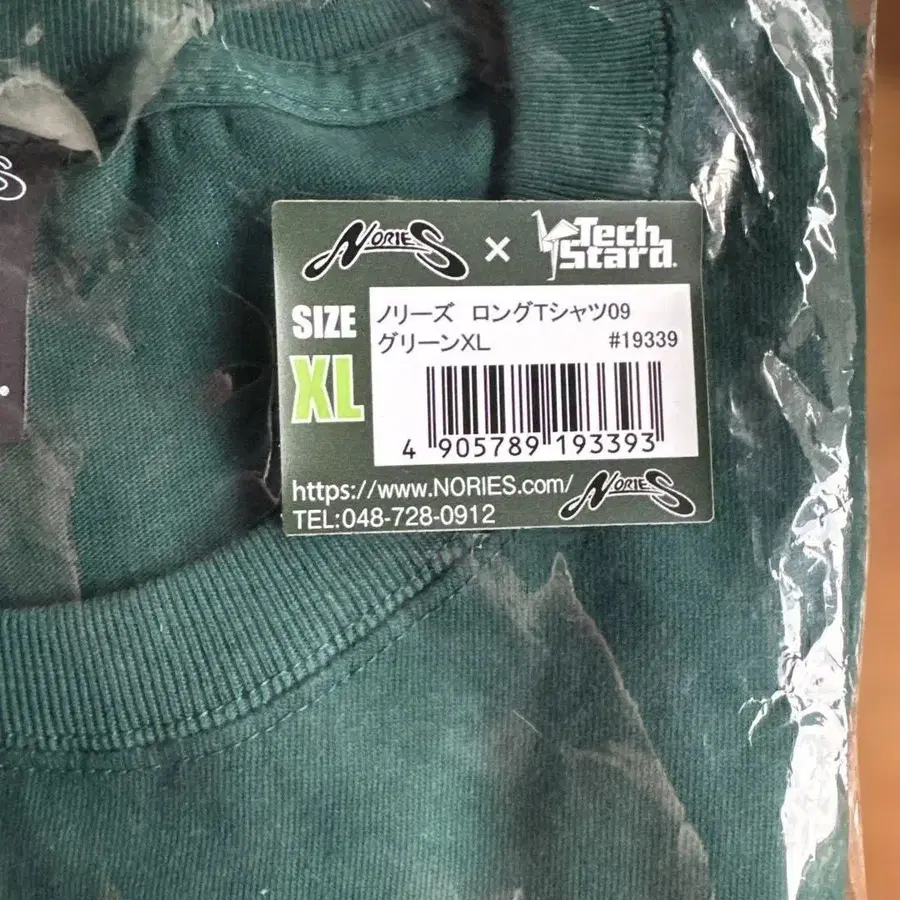 NORIES × Tech Stard.
SIZE
XL
ノリーズ ロングTシャツ09
グリーンXL #19339
4 905789 193393
https://www.NORIES.com/ NORIES
TEL:048-728-0912